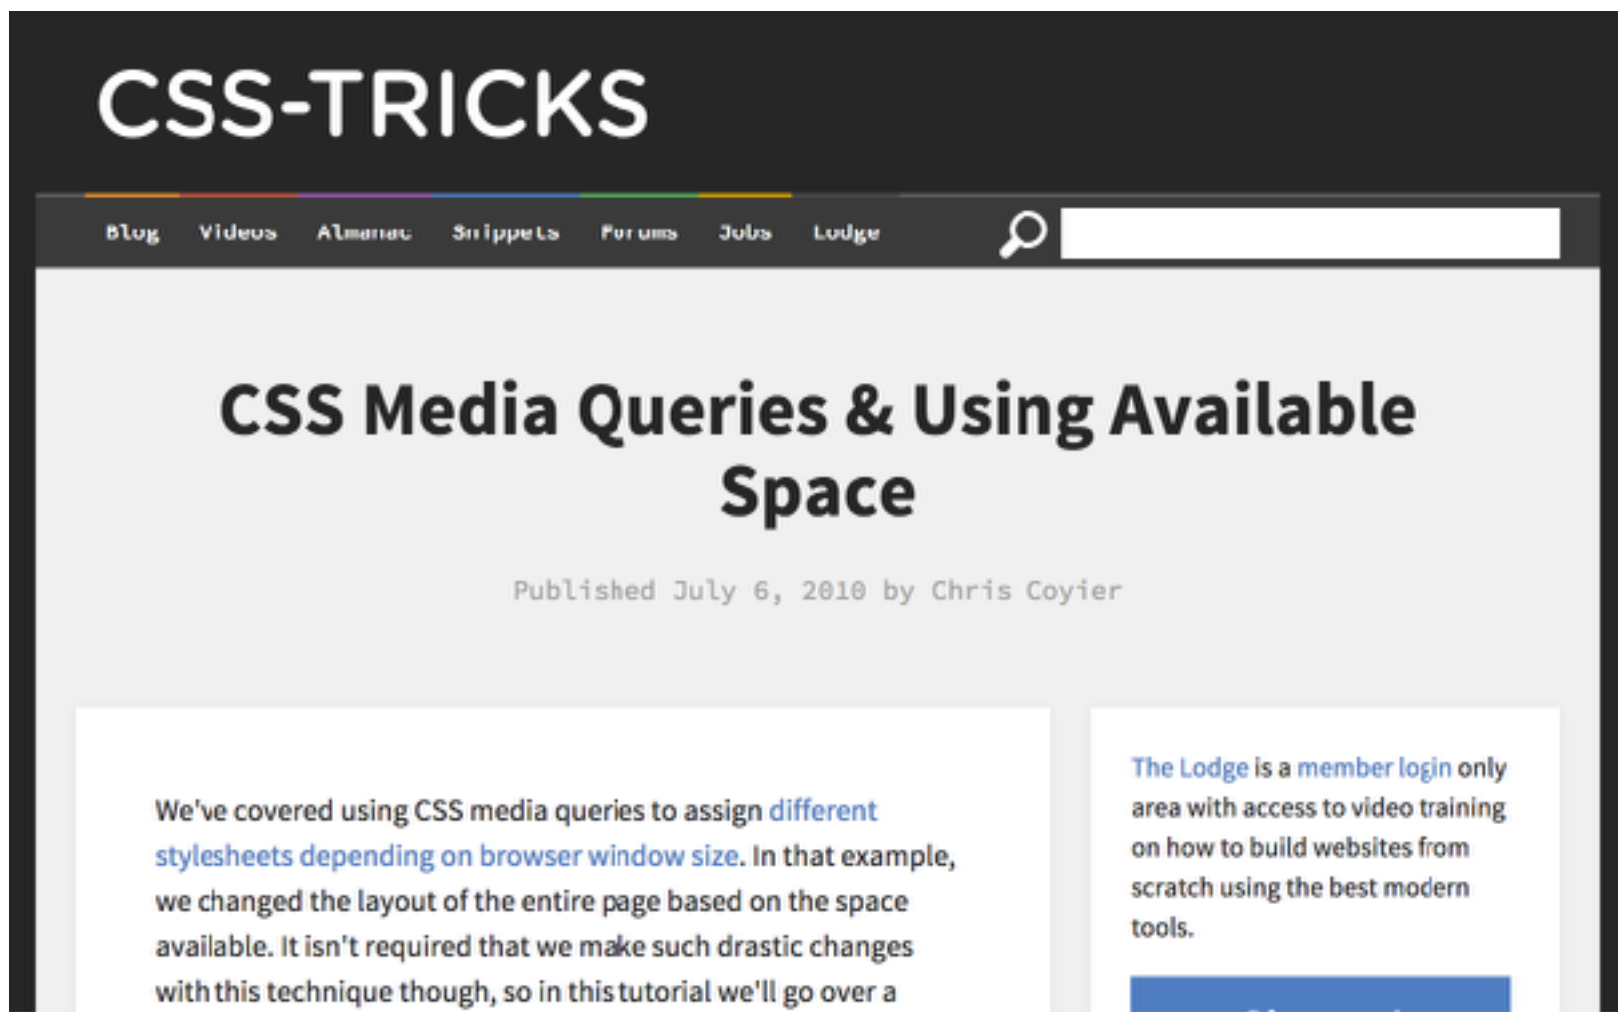 CSS-TRICKS
Blog Videos Almanac Snippets Forums Jobs Lodge
CSS Media Queries & Using Available
Space
Published July 6, 2010 by Chris Coyier
We've covered using CSS media queries to assign different
stylesheets depending on browser window size. In that example,
we changed the layout of the entire page based on the space
available. It isn't required that we make such drastic changes
with this technique though, so in this tutorial we'll go over a
The Lodge is a member login only
area with access to video training
on how to build websites from
scratch using the best modern
tools.